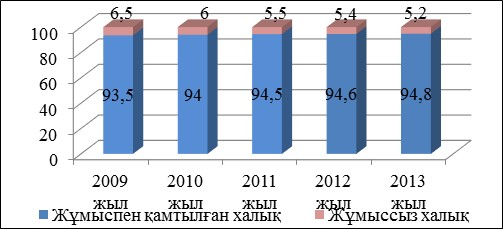 6,5 6 5,5 5,4 5,2
100
80
60
40
20
0
93,5 94 94,5 94,6 94,8
2009 2010 2011 2012 2013
жыл жыл жыл жыл жыл
Жұмыспен қамтылған халық Жұмыссыз халық